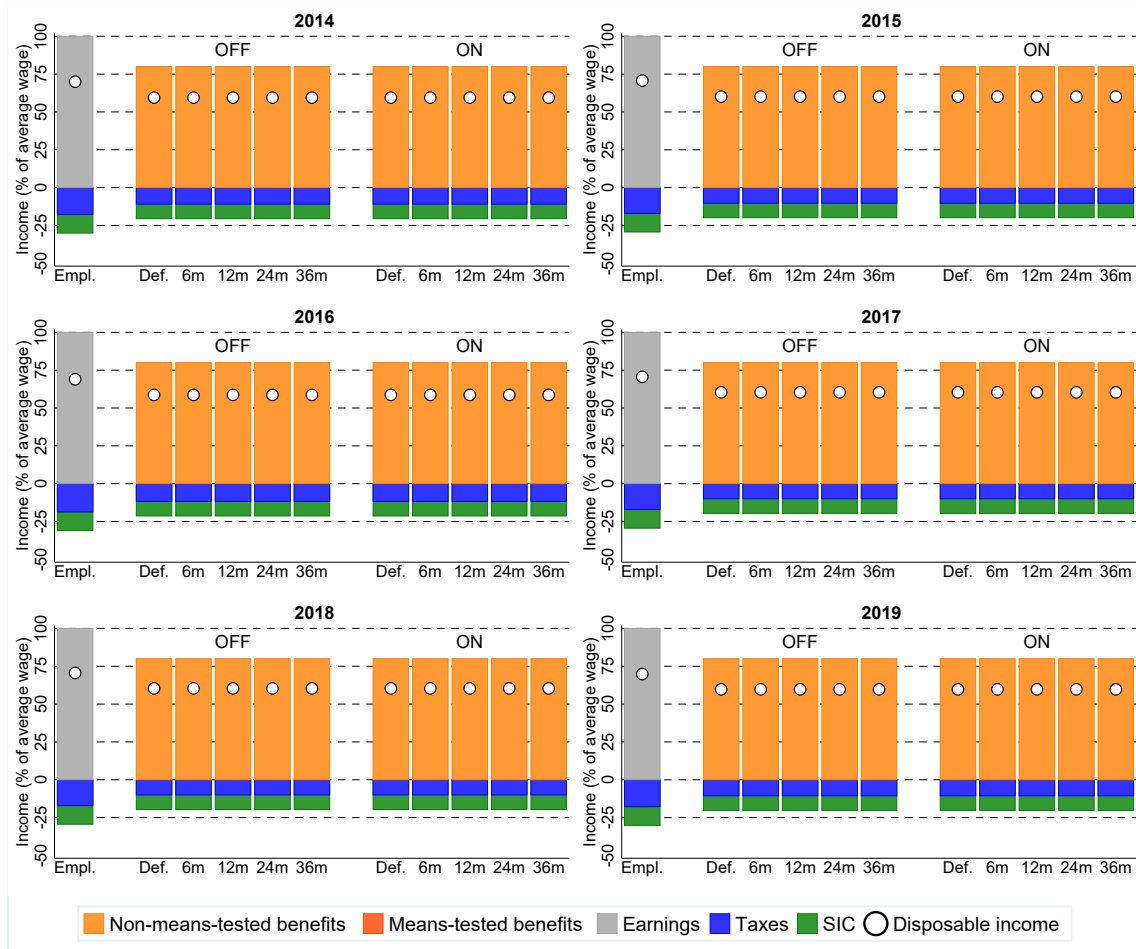 2014
Income (% of average wage)
100
75
50
25
0
-25
-50
OFF ON
Empl. Def. 6m 12m 24m 36m Def. 6m 12m 24m 36m
2015
Income (% of average wage)
100
75
50
25
0
-25
-50
OFF ON
Empl. Def. 6m 12m 24m 36m Def. 6m 12m 24m 36m
2016
Income (% of average wage)
100
75
50
25
0
-25
-50
OFF ON
Empl. Def. 6m 12m 24m 36m Def. 6m 12m 24m 36m
2017
Income (% of average wage)
100
75
50
25
0
-25
-50
OFF ON
Empl. Def. 6m 12m 24m 36m Def. 6m 12m 24m 36m
2018
Income (% of average wage)
100
75
50
25
0
-25
-50
OFF ON
Empl. Def. 6m 12m 24m 36m Def. 6m 12m 24m 36m
2019
Income (% of average wage)
100
75
50
25
0
-25
-50
OFF ON
Empl. Def. 6m 12m 24m 36m Def. 6m 12m 24m 36m
Non-means-tested benefits Means-tested benefits Earnings Taxes SIC Disposable income